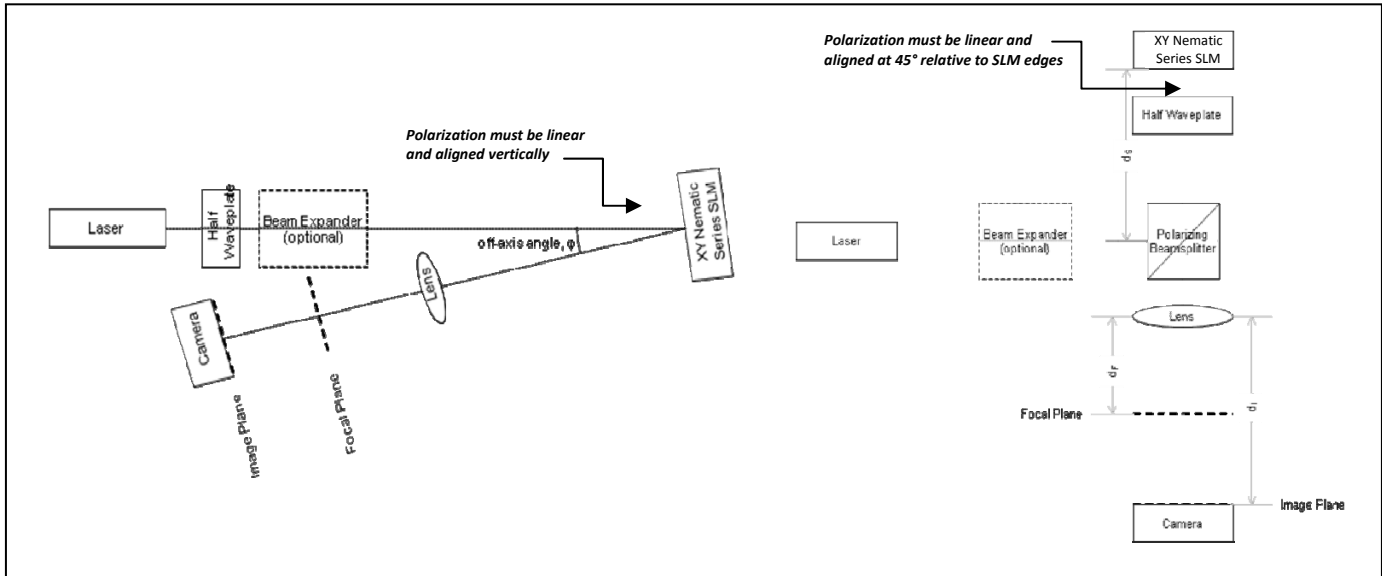 Polarization must be linear and
aligned at 45° relative to SLM edges
XY Nematic
Series SLM
Half Waveplate
d
Polarization must be linear
and aligned vertically
Laser
Half
Waveplate
Beam Expander
(optional)
off-axis angle, φ
XY Nematic
Series SLM
Lens
Camera
Image Plane
Focal Plane
Laser
Beam Expander
(optional)
Polarizing
Beamsplitter
Lens
dF
dI
Focal Plane
Image Plane
Camera